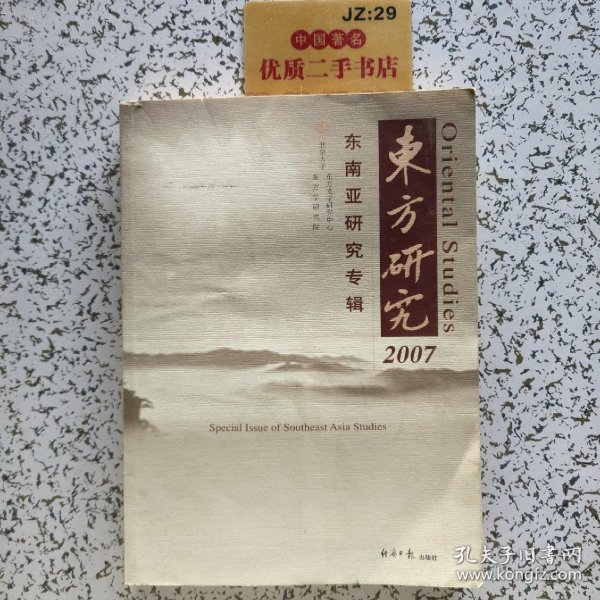 JZ:29
中国著名
优质二手书店
Oriental Studies
東方研究
2007
东南亚研究专辑
北京大学 东方文学研究中心
东方学研究院
Special Issue of Southeast Asia Studies
经济日报 出版社
孔夫子旧书网
www.kongfz.com